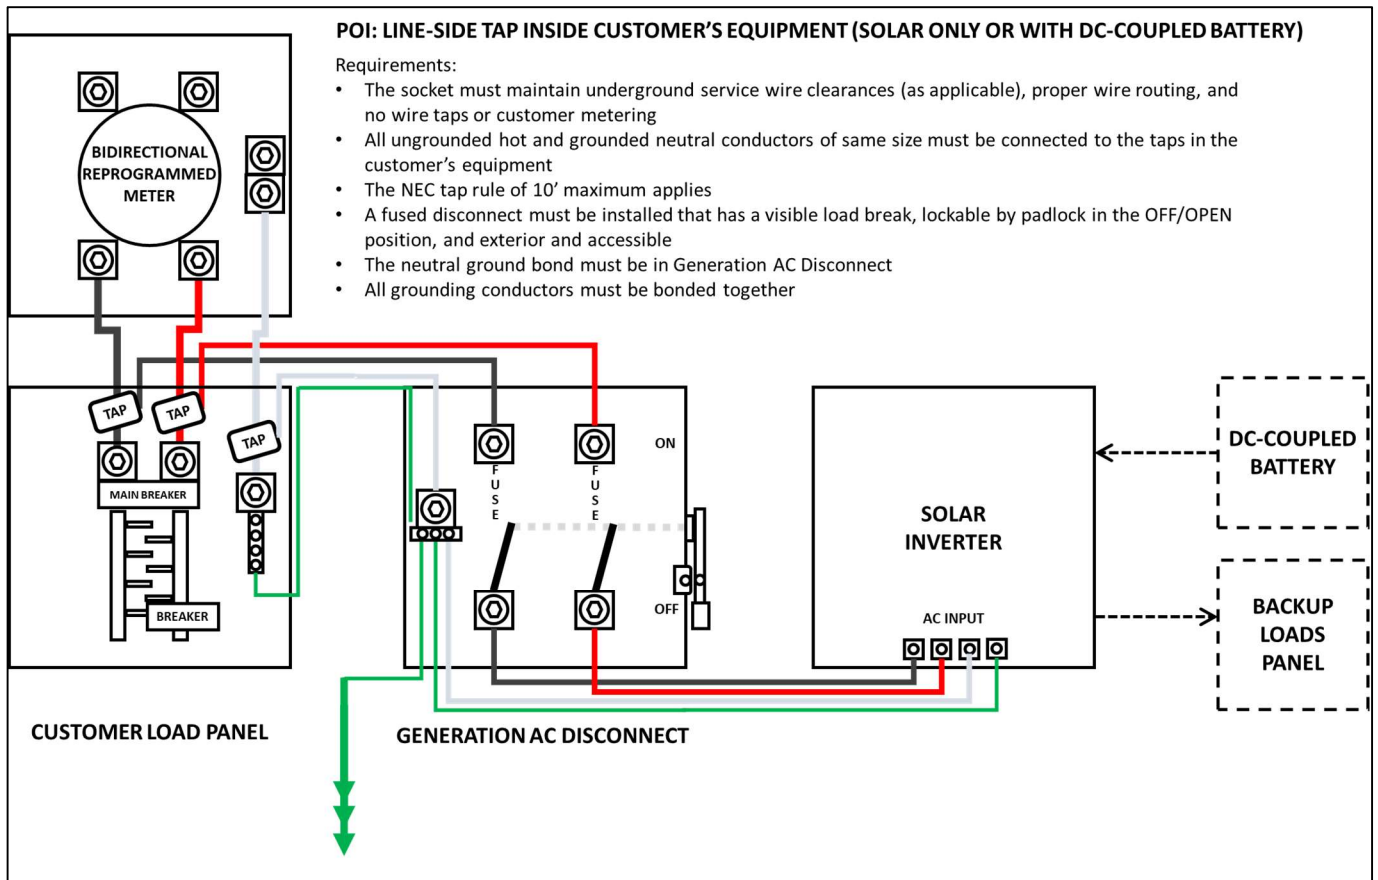 POI: LINE-SIDE TAP INSIDE CUSTOMER’S EQUIPMENT (SOLAR ONLY OR WITH DC-COUPLED BATTERY)
Requirements:
• The socket must maintain underground service wire clearances (as applicable), proper wire routing, and
no wire taps or customer metering
• All ungrounded hot and grounded neutral conductors of same size must be connected to the taps in the
customer’s equipment
• The NEC tap rule of 10’ maximum applies
• A fused disconnect must be installed that has a visible load break, lockable by padlock in the OFF/OPEN
position, and exterior and accessible
• The neutral ground bond must be in Generation AC Disconnect
• All grounding conductors must be bonded together
BIDIRECTIONAL
REPROGRAMMED
METER
TAP
TAP
TAP
MAIN BREAKER
BREAKER
CUSTOMER LOAD PANEL
FUSE
FUSE
ON
OFF
GENERATION AC DISCONNECT
SOLAR
INVERTER
AC INPUT
DC-COUPLED
BATTERY
BACKUP
LOADS
PANEL